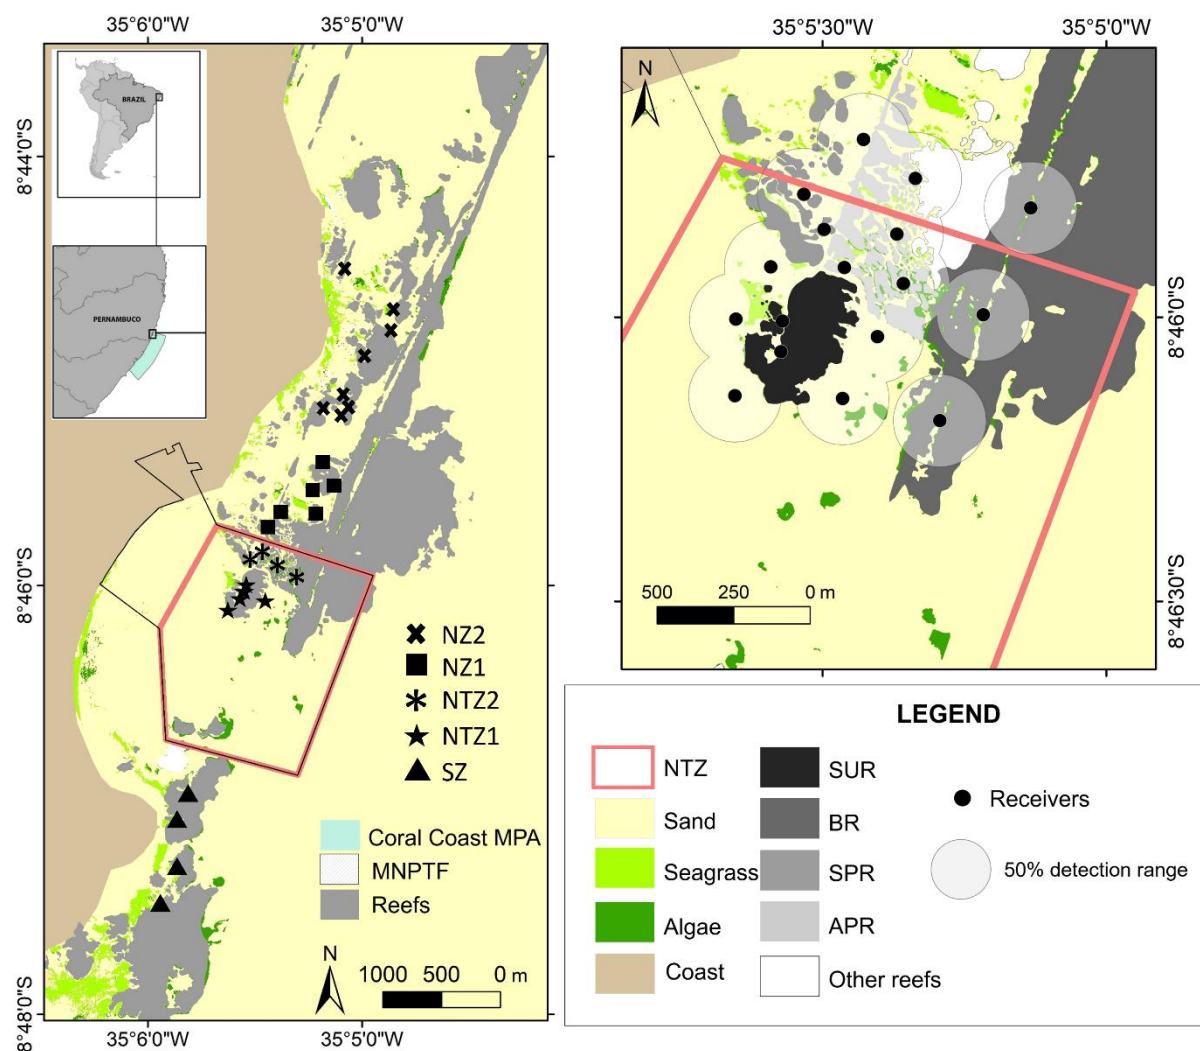 35°6'0"W
35°5'0"W
8°44'0"S
8°46'0"S
8°48'0"S
BRAZIL
PERNAMBUCO
NZ2
NZ1
NTZ2
NTZ1
SZ
Coral Coast MPA
MNPTF
Reefs
N
1000 500 0 m
35°6'0"W
35°5'0"W
35°5'30"W
35°5'0"W
N
8°46'0"S
8°46'30"S
500 250 0 m
LEGEND
NTZ
Sand
Seagrass
Algae
Coast
SUR
BR
SPR
APR
Other reefs
Receivers
50% detection range